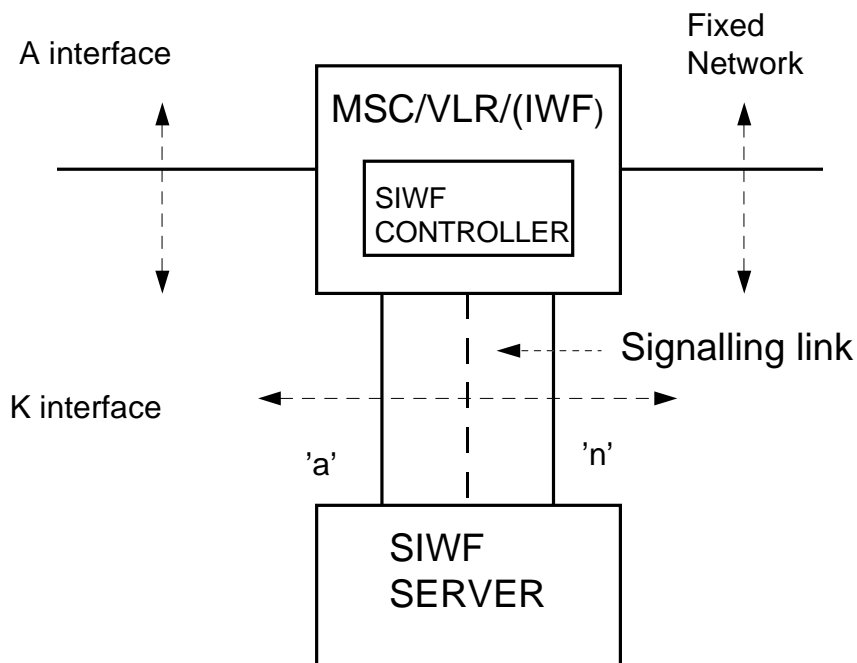 A interface
Fixed
Network
MSC/VLR/(IWF)
SIWF
CONTROLLER
Signalling link
K interface
'a'
'n'
SIWF
SERVER